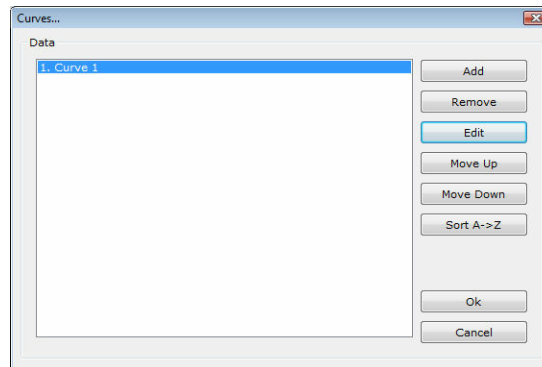 Curves...
Data
1. Curve 1
Add
Remove
Edit
Move Up
Move Down
Sort A->Z
Ok
Cancel